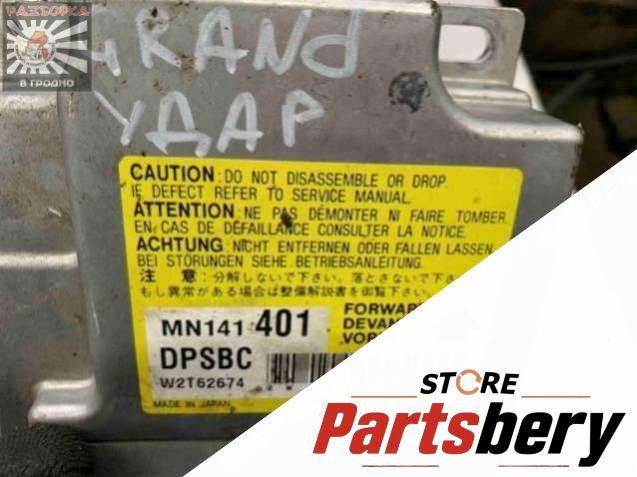 РАЗБОРКА
В ГРОДНО
GRAND
УДАР
CAUTION: DO NOT DISASSEMBLE OR DROP.
IF DEFECT REFER TO SERVICE MANUAL.
ATTENTION: NE PAS DÉMONTER NI FAIRE TOMBER.
EN CAS DE DÉFAILLANCE CONSULTER LA NOTICE.
ACHTUNG: NICHT ENTFERNEN ODER FALLEN LASSEN.
BEI STÖRUNGEN SIEHE BETRIEBSANLEITUNG.
注 意:分解しないで下さい。落とさないで下さ
もし異常がある場合は整備解説書を御覧下さい
FORWAR
MN141 401
DEVAN
DPSBC
VOR
W2T62674
MADE IN JAPAN
STORE
Partsbery